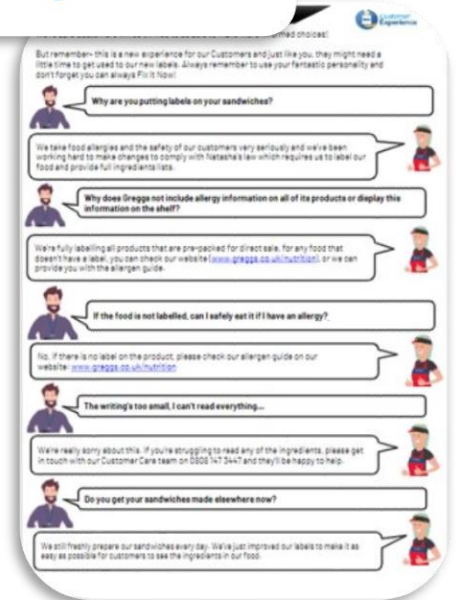 Customer
Experience
But remember- this is a new experience for our Customers and just like you, they might need a
little time to get used to our new labels. Always remember to use your fantastic personality and
don't forget you can always Fix It Now!
Why are you putting labels on your sandwiches?
We take food allergies and the safety of our customers very seriously and we've been
working hard to make changes to comply with Natasha's law which requires us to label our
food and provide full ingredients lists.
Why does Greggs not include allergy information on all of its products or display this
information on the shelf?
We're fully labelling all products that are pre-packed for direct sale, for any food that
doesn't have a label, you can check our website (www.greggs.co.uk/nutrition), or we can
provide you with the allergen guide.
If the food is not labelled, can I safely eat it if I have an allergy?
No, if there is no label on the product, please check our allergen guide on our
website: www.greggs.co.uk/nutrition
The writing's too small, I can't read everything...
We're really sorry about this. If you're struggling to read any of the ingredients, please get
in touch with our Customer Care team on 0808 147 3447 and they'll be happy to help.
Do you get your sandwiches made elsewhere now?
We still freshly prepare our sandwiches every day- We've just improved our labels to make it as
easy as possible for customers to see the ingredients in our food.